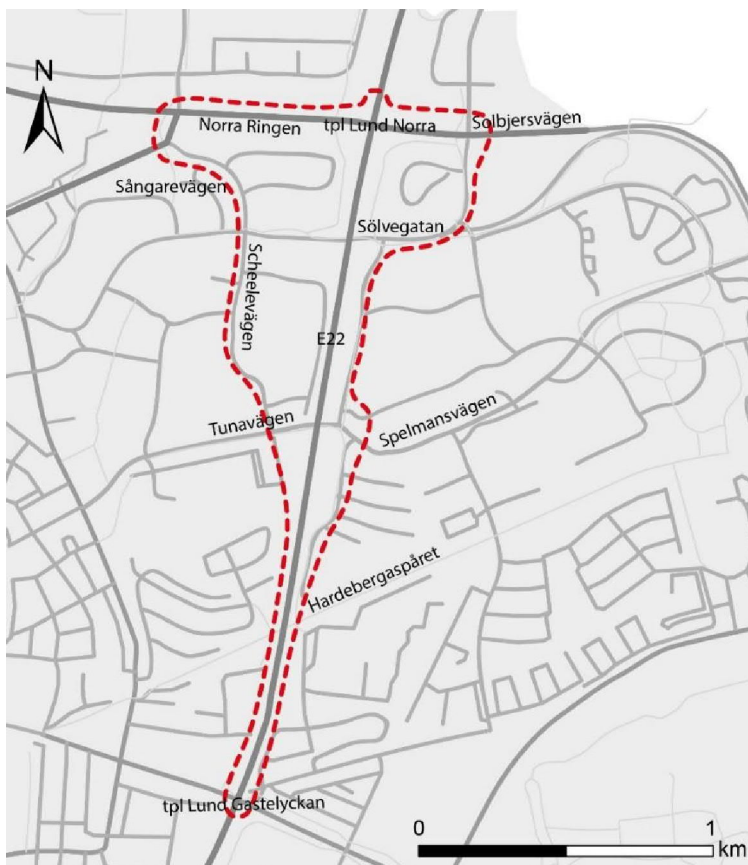 N
Norra Ringen
tpl Lund Norra
Solbjersvägen
Sångarevägen
Sölvegatan
Scheelevägen
E22
Tunavägen
Spelmansvägen
Hardebergaspåret
tpl Lund Gastelyckan
0
1
km